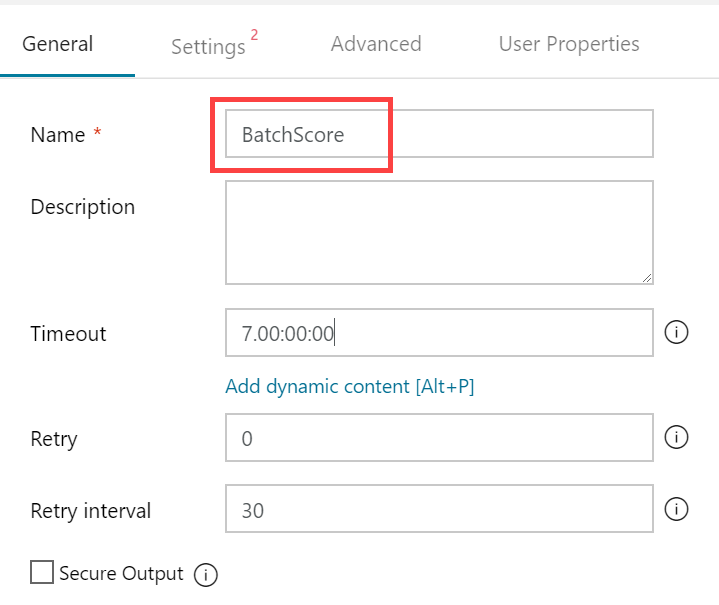 General Settings 2 Advanced User Properties
Name * BatchScore
Description
Timeout 7.00:00:00
Add dynamic content [Alt+P]
Retry 0
Retry interval 30
Secure Output